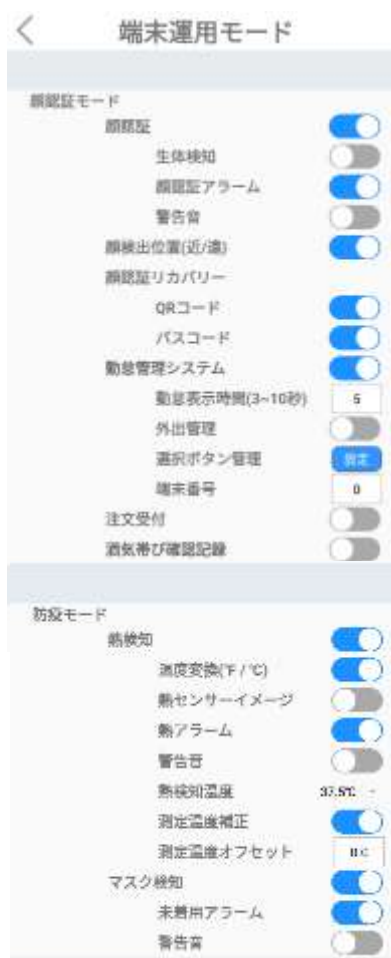 端末運用モード
顔認証モード
顔認証
生体検知
顔認証アラーム
警告音
顔検出位置(近/遠)
顔認証リカバリー
QRコード
パスコード
勤怠管理システム
勤怠表示時間(3~10秒) 5
外出管理
選択ボタン管理 設定
端末番号 0
注文受付
酒気帯び確認記録
防疫モード
熱検知
温度変換(°F / °C)
熱センサーイメージ
熱アラーム
警告音
熱検知温度 37.5℃
測定温度補正
測定温度オフセット 0.0
マスク検知
未着用アラーム
警告音